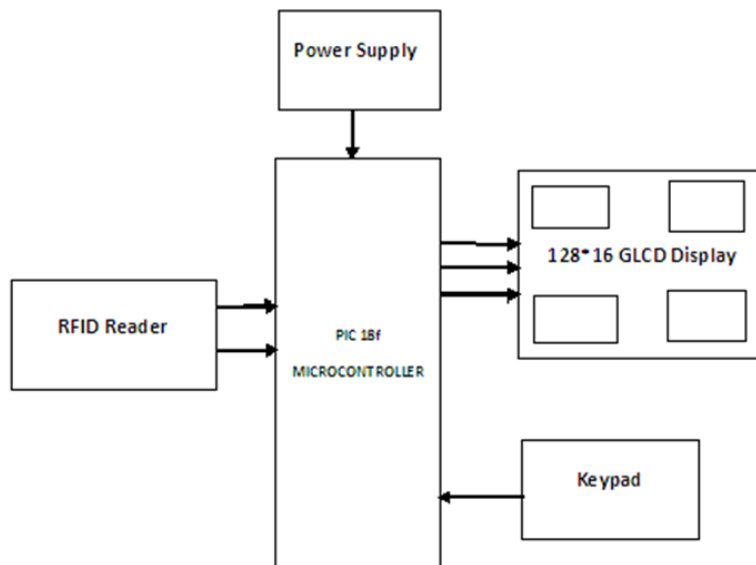 Power Supply
128*16 GLCD Display
RFID Reader
PIC 18f
MICROCONTROLLER
Keypad